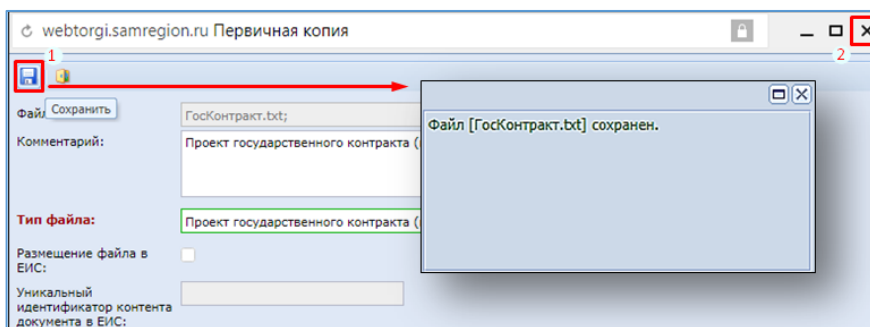 webtorgi.samregion.ru Первичная копия
1
2
Сохранить
Файл
ГосКонтракт.txt;
Комментарий:
Проект государственного контракта (
Тип файла:
Проект государственного контракта (
Размещение файла в
ЕИС:
Уникальный
идентификатор контента
документа в ЕИС:
Файл [ГосКонтракт.txt] сохранен.